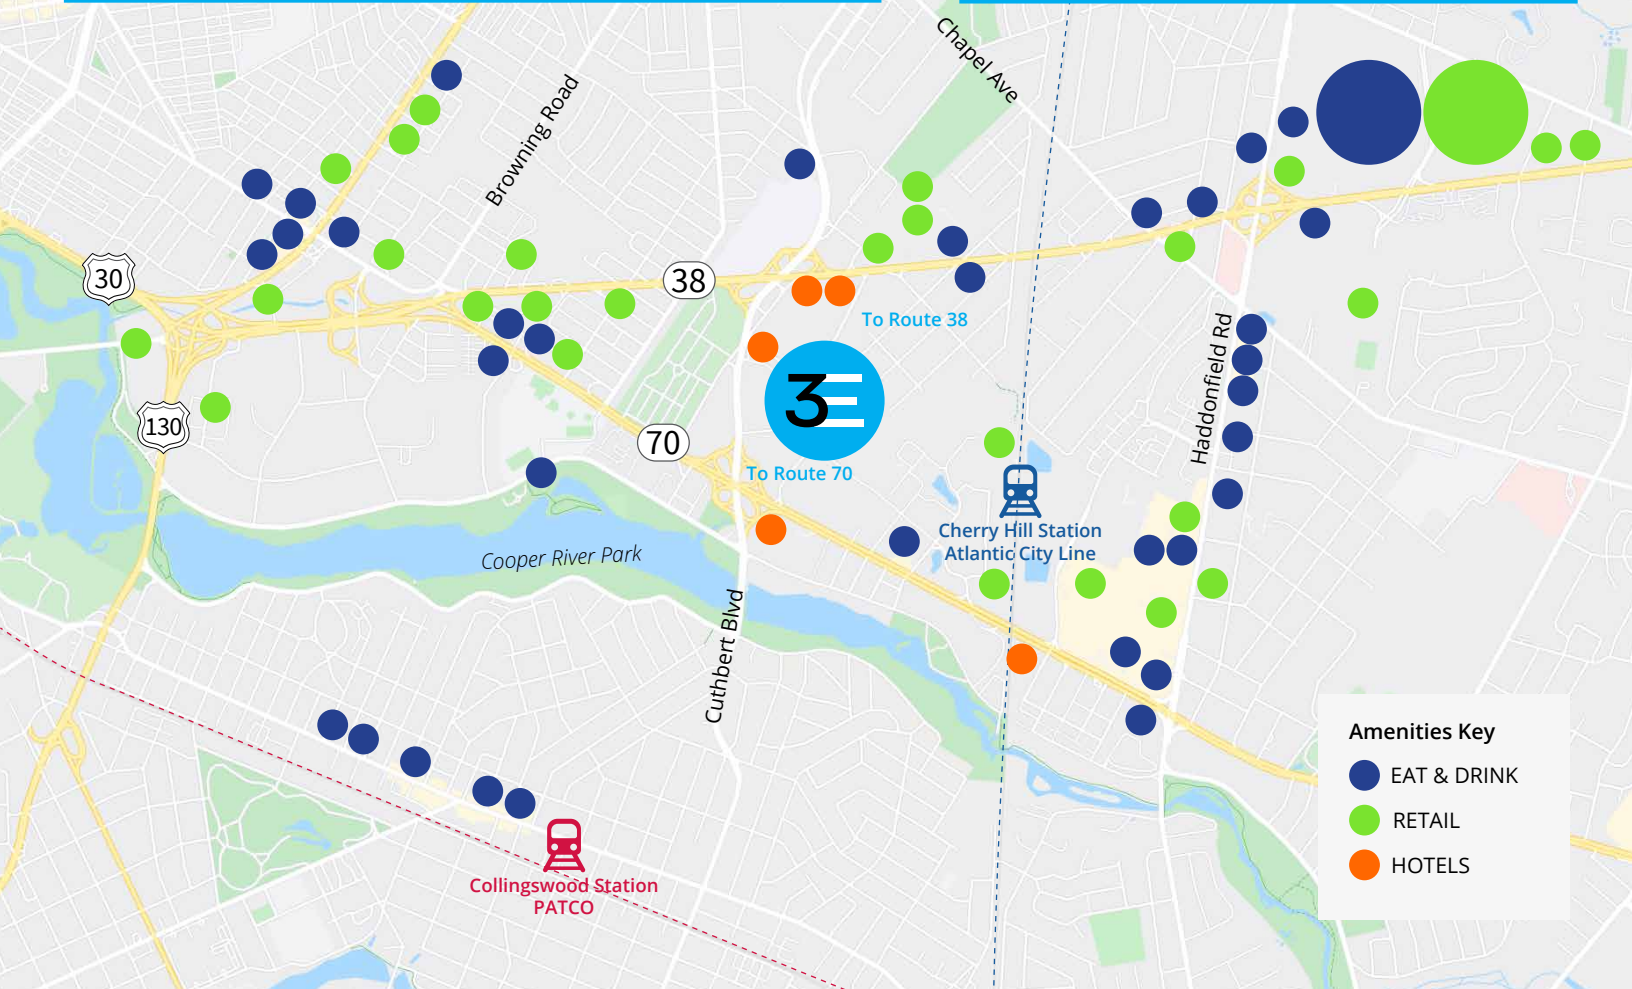 Chapel Ave
Browning Road
30
38
To Route 38
Haddonfield Rd
3E
130
70
To Route 70
Cherry Hill Station
Atlantic City Line
Cooper River Park
Cuthbert Blvd
Amenities Key
EAT & DRINK
RETAIL
HOTELS
Collingswood Station
PATCO